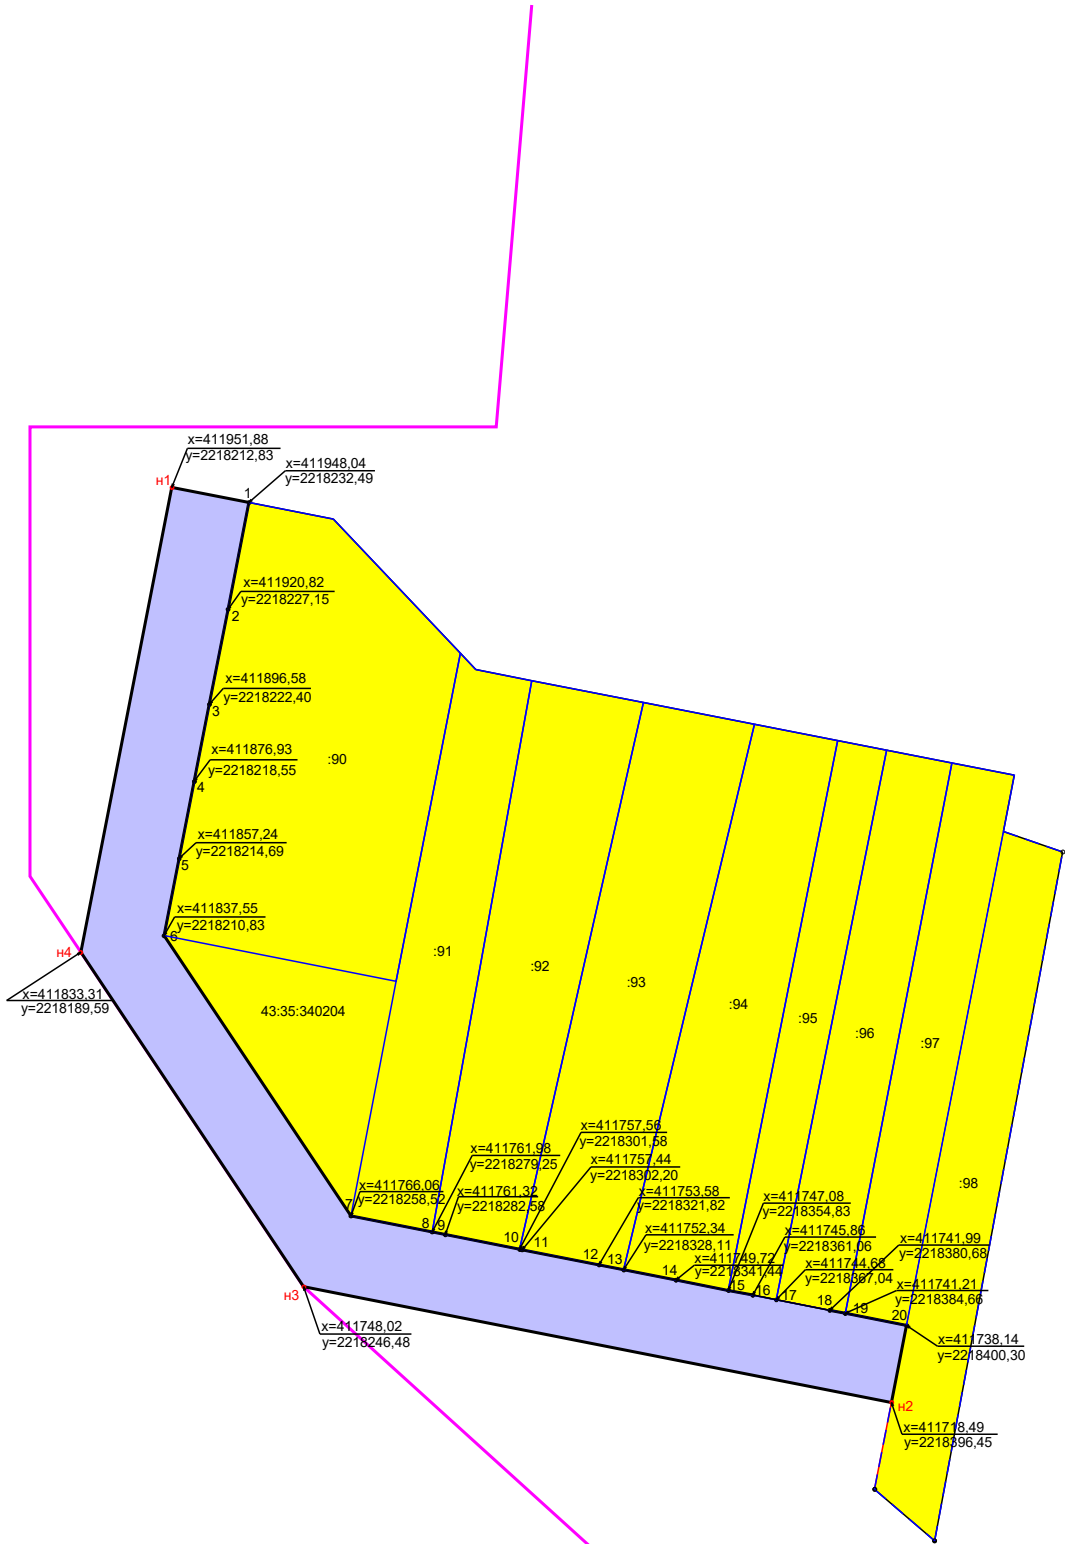 x=411951,88
y=2218212,83
н1
x=411948,04
y=2218232,49
1
x=411920,82
y=2218227,15
2
x=411896,58
y=2218222,40
3
x=411876,93
y=2218218,55
4
:90
x=411857,24
y=2218214,69
5
x=411837,55
y=2218210,83
6
н4
x=411833,31
y=2218189,59
43:35:340204
:91
:92
:93
:94
:95
:96
:97
:98
x=411757,56
y=2218301,58
x=411757,44
y=2218302,20
x=411761,98
y=2218279,25
x=411761,32
y=2218282,58
x=411766,06
y=2218258,52
7
8
9
10
11
x=411753,58
y=2218321,82
12
13
x=411752,34
y=2218328,11
x=411749,72
y=2218341,44
14
x=411747,08
y=2218354,83
15
x=411745,86
y=2218361,06
16
x=411744,68
y=2218367,04
17
x=411741,99
y=2218380,68
18
x=411741,21
y=2218384,66
19
20
x=411738,14
y=2218400,30
н3
x=411748,02
y=2218246,48
н2
x=411718,49
y=2218396,45